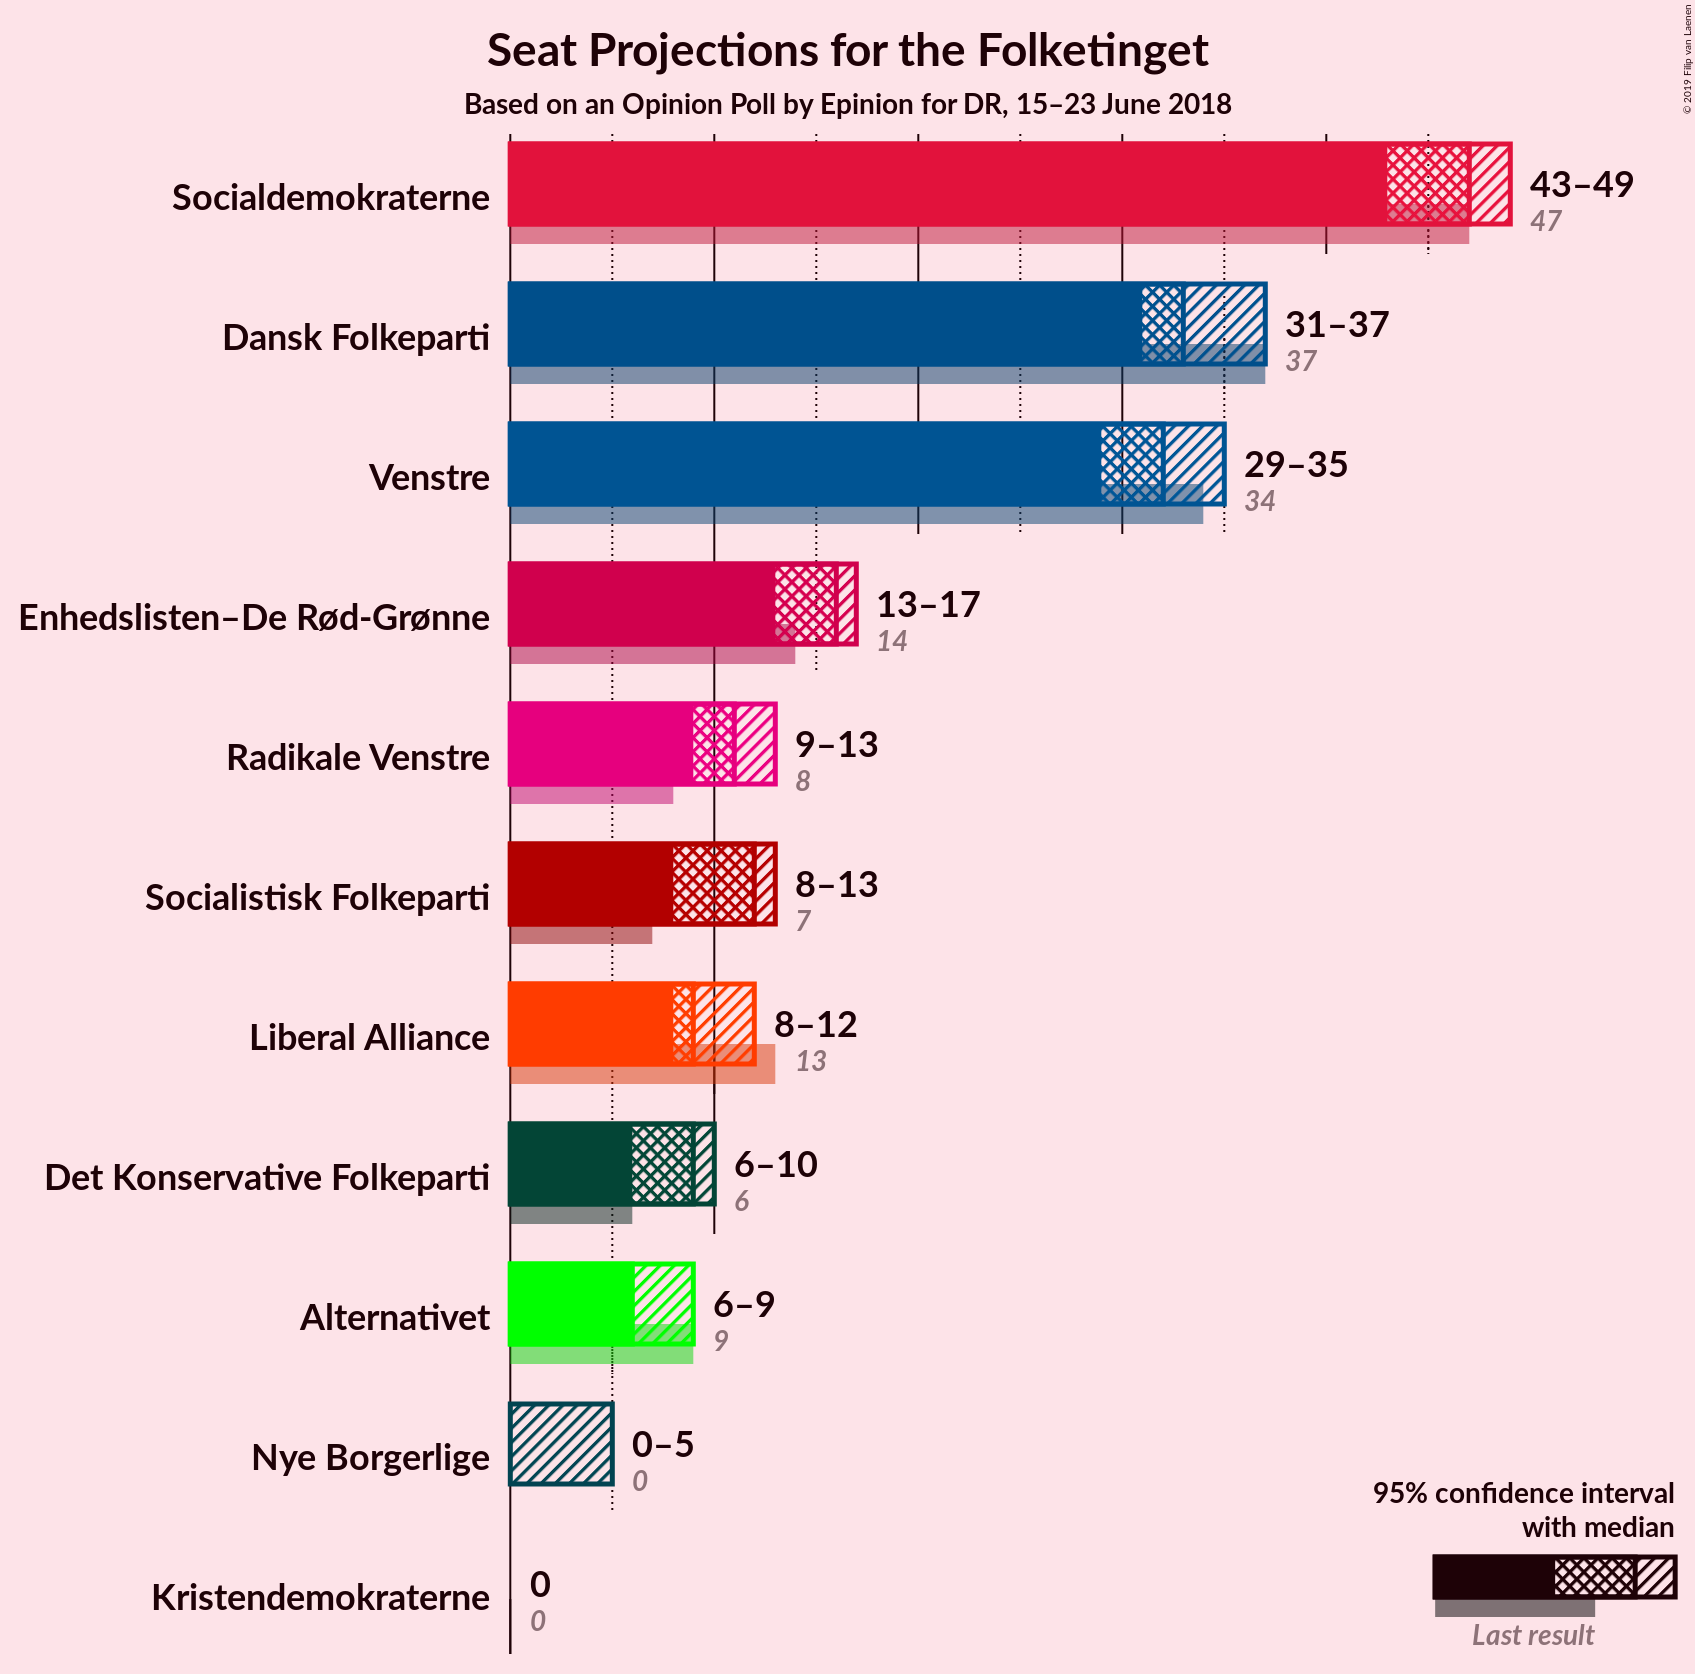 Seat Projections for the Folketinget
Based on an Opinion Poll by Epinion for DR, 15–23 June 2018
© 2019 Filip van Laenen
Socialdemokraterne
43–49
47
Dansk Folkeparti
31–37
37
Venstre
29–35
34
Enhedslisten–De Rød-Grønne
13–17
14
Radikale Venstre
9–13
8
Socialistisk Folkeparti
8–13
7
Liberal Alliance
8–12
13
Det Konservative Folkeparti
6–10
6
Alternativet
6–9
9
Nye Borgerlige
0–5
0
Kristendemokraterne
0
0
95% confidence interval
with median
Last result